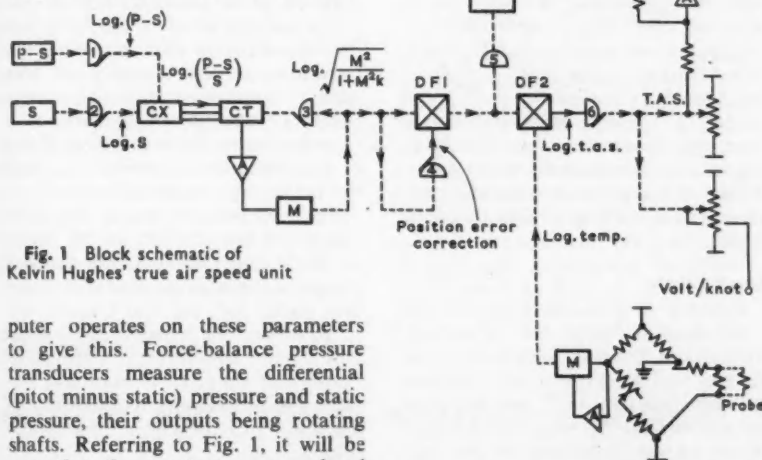 Log.(P-S)
P-S
1
Log.(P-S/S)
Log.√M²/1+M²k
5
S
2
CX
CT
3
DF1
DF2
6
T.A.S.
Log.S
Log.t.a.s.
A
4
M
Position error
correction
Log.temp.
Volt/knot
Fig. 1 Block schematic of
Kelvin Hughes' true air speed unit
puter operates on these parameters
to give this. Force-balance pressure
transducers measure the differential
(pitot minus static) pressure and static
pressure, their outputs being rotating
shafts. Referring to Fig. 1, it will be
M
A
Probe